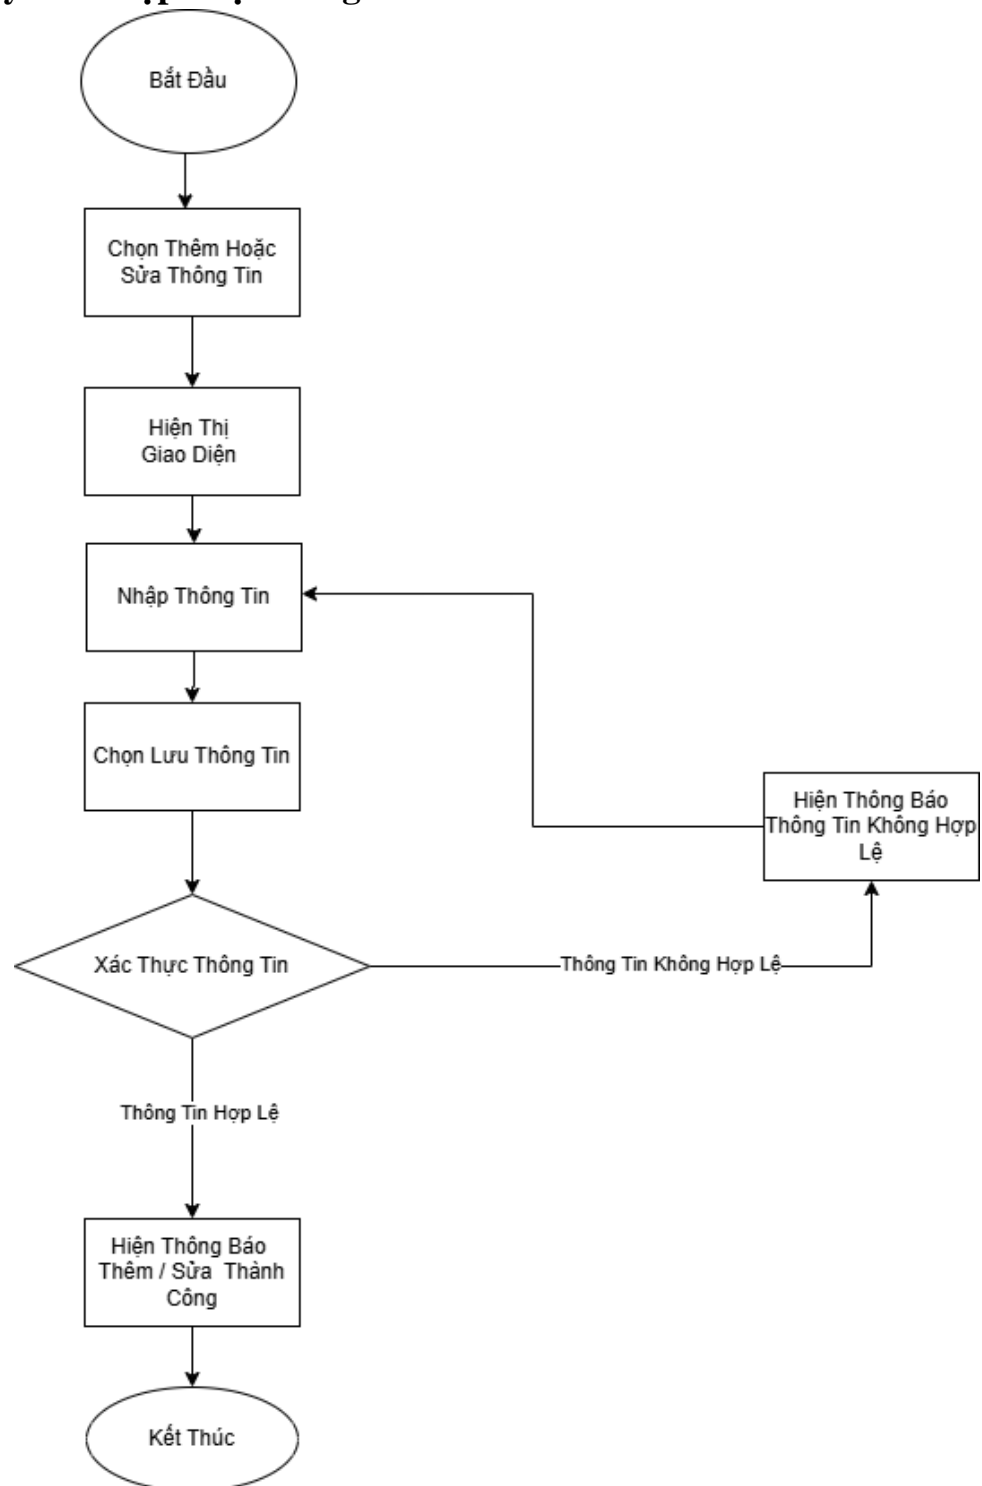 Bắt Đầu
Chọn Thêm Hoặc
Sửa Thông Tin
Hiện Thị
Giao Diện
Nhập Thông Tin
Chọn Lưu Thông Tin
Hiện Thông Báo
Thông Tin Không Hợp
Lệ
Xác Thực Thông Tin
Thông Tin Không Hợp Lệ
Thông Tin Hợp Lệ
Hiện Thông Báo
Thêm / Sửa Thành
Công
Kết Thúc